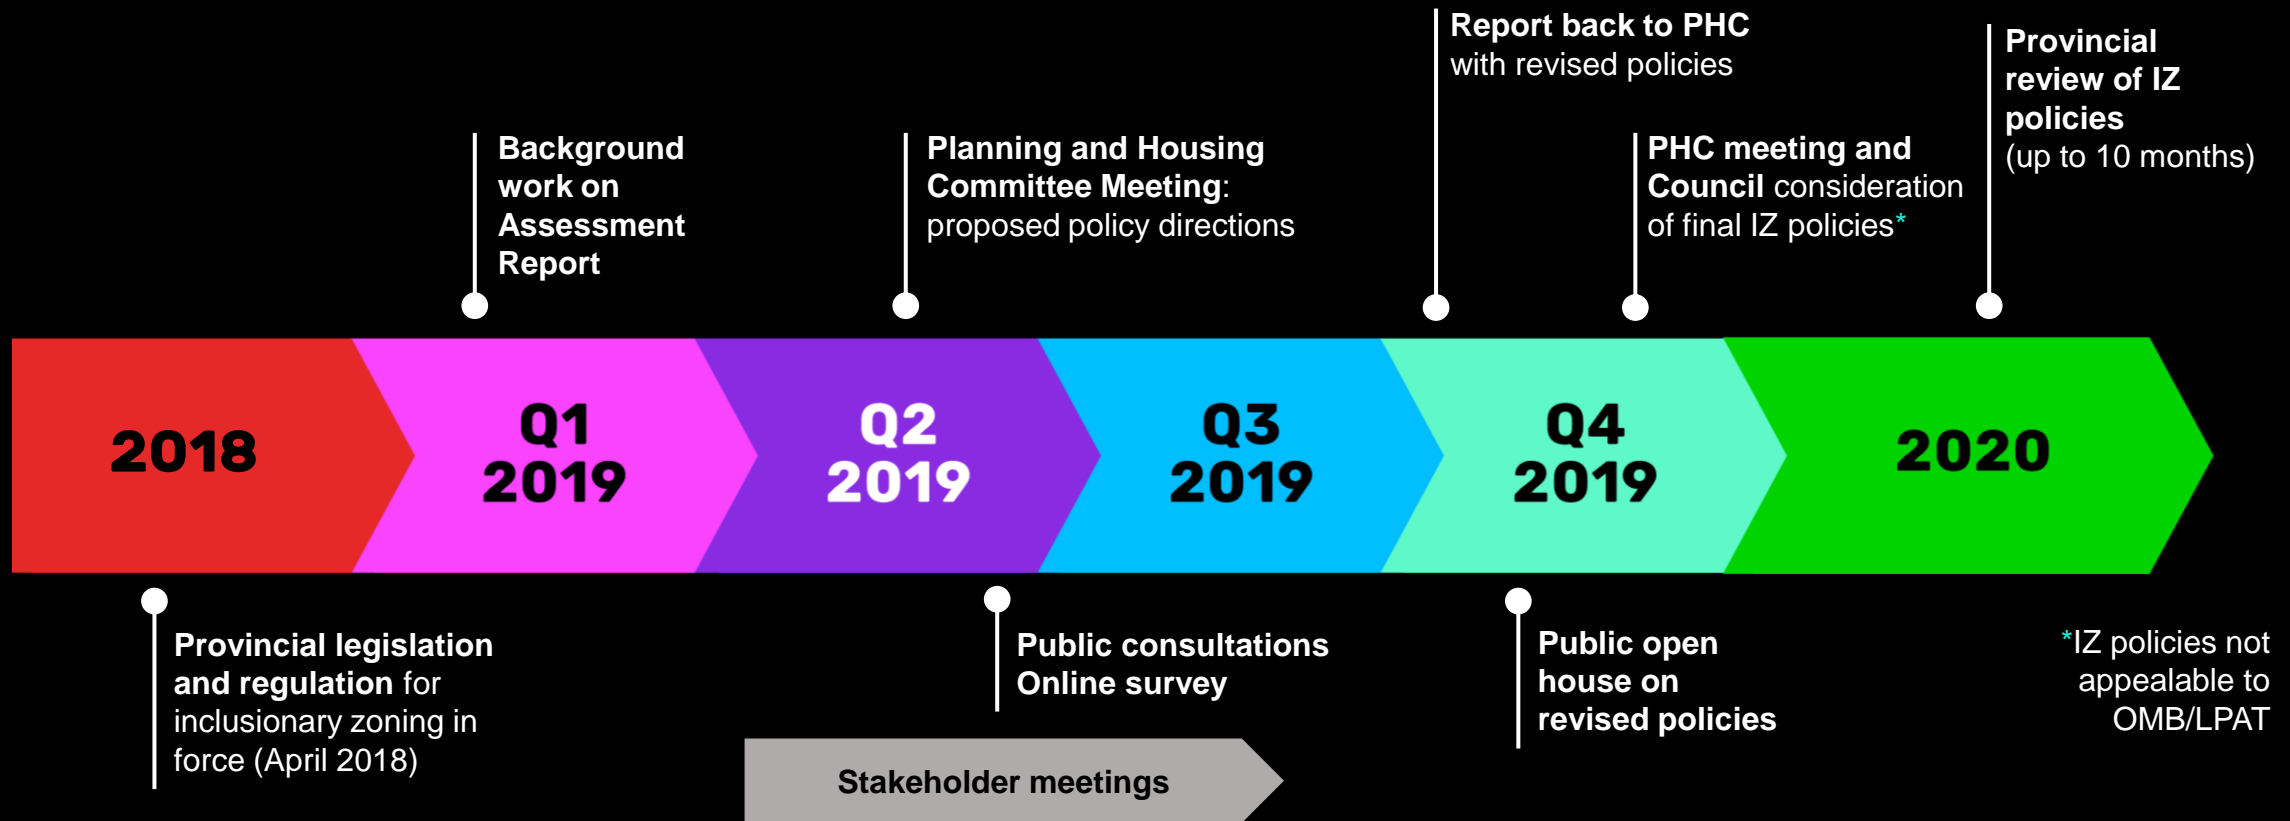 Report back to PHC
with revised policies
Provincial
review of IZ
policies
(up to 10 months)
Background
work on
Assessment
Report
Planning and Housing
Committee Meeting:
proposed policy directions
PHC meeting and
Council consideration
of final IZ policies*
2018
Q1
2019
Q2
2019
Q3
2019
Q4
2019
2020
Provincial legislation
and regulation for
inclusionary zoning in
force (April 2018)
Public consultations
Online survey
Public open
house on
revised policies
*IZ policies not
appealable to
OMB/LPAT
Stakeholder meetings